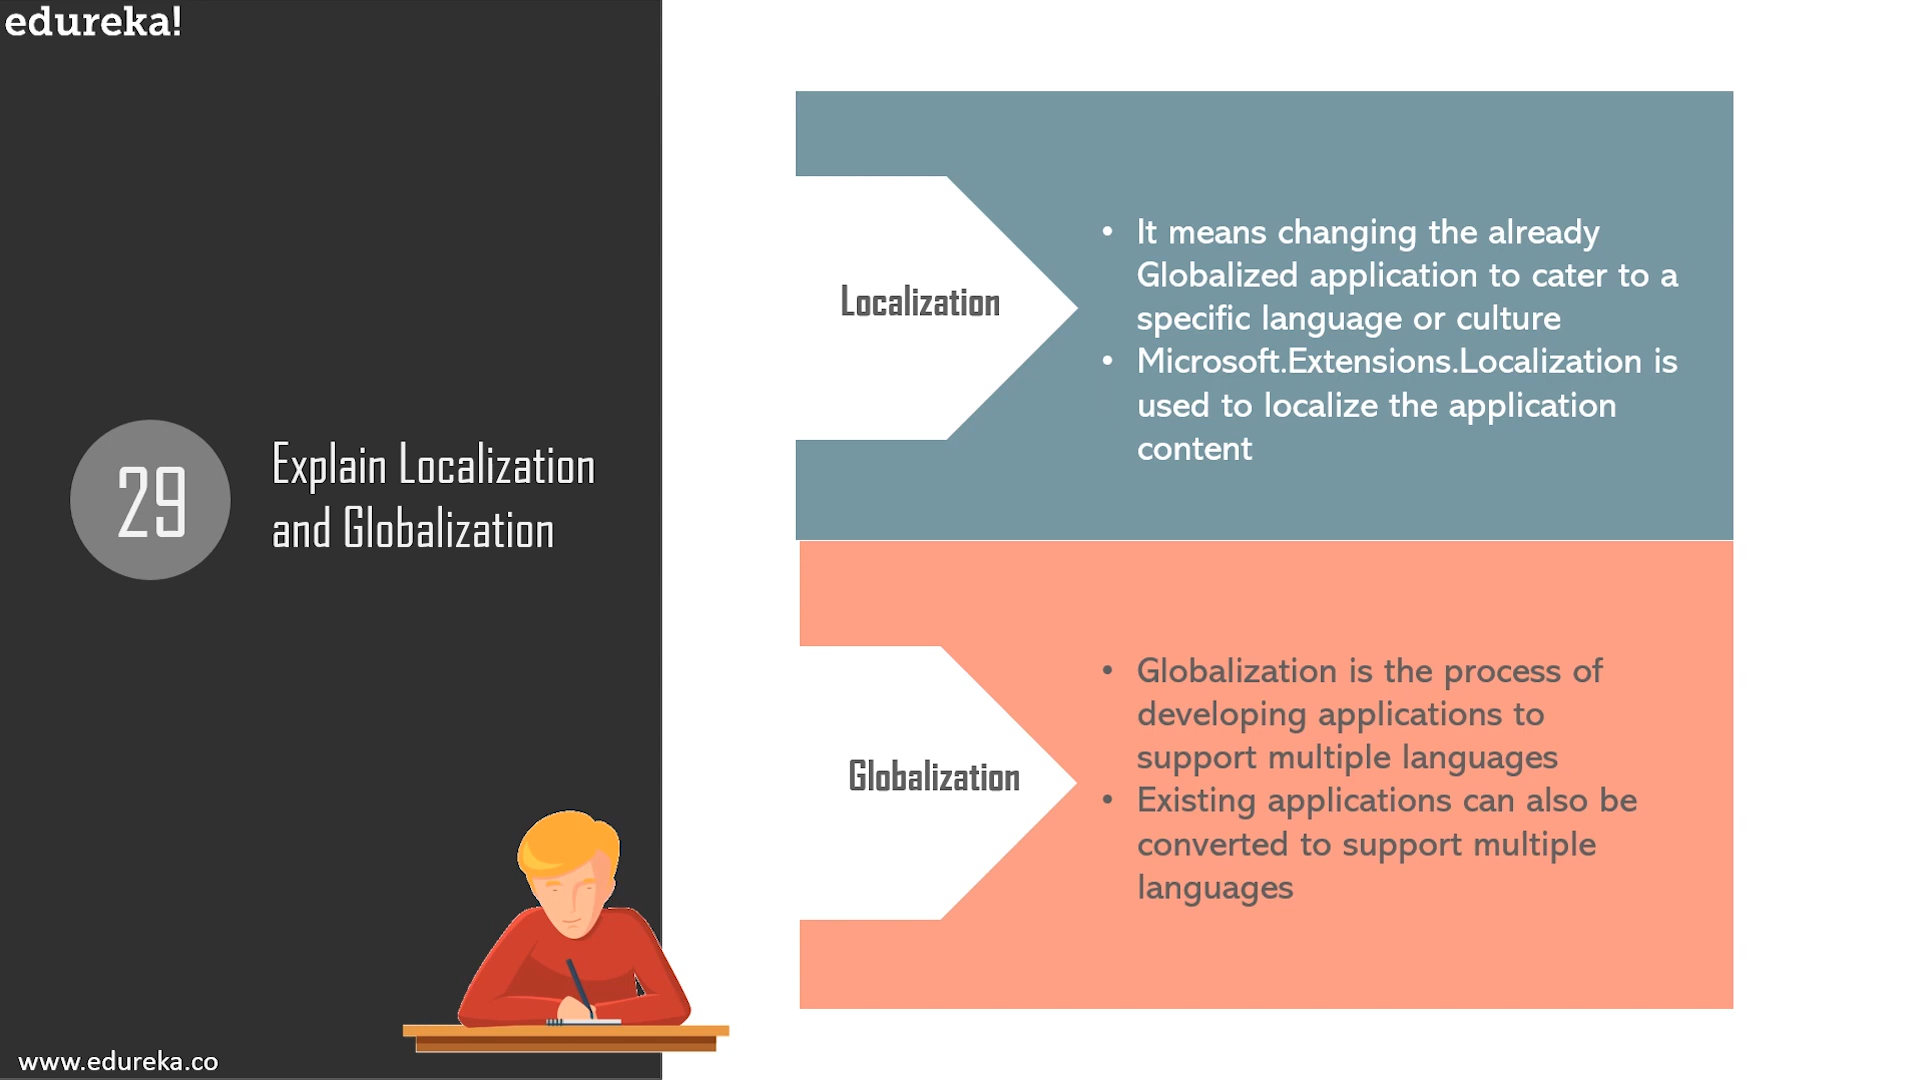 edureka!
29
Explain Localization
and Globalization
www.edureka.co
Localization
• It means changing the already
Globalized application to cater to a
specific language or culture
• Microsoft.Extensions.Localization is
used to localize the application
content
Globalization
• Globalization is the process of
developing applications to
support multiple languages
• Existing applications can also be
converted to support multiple
languages